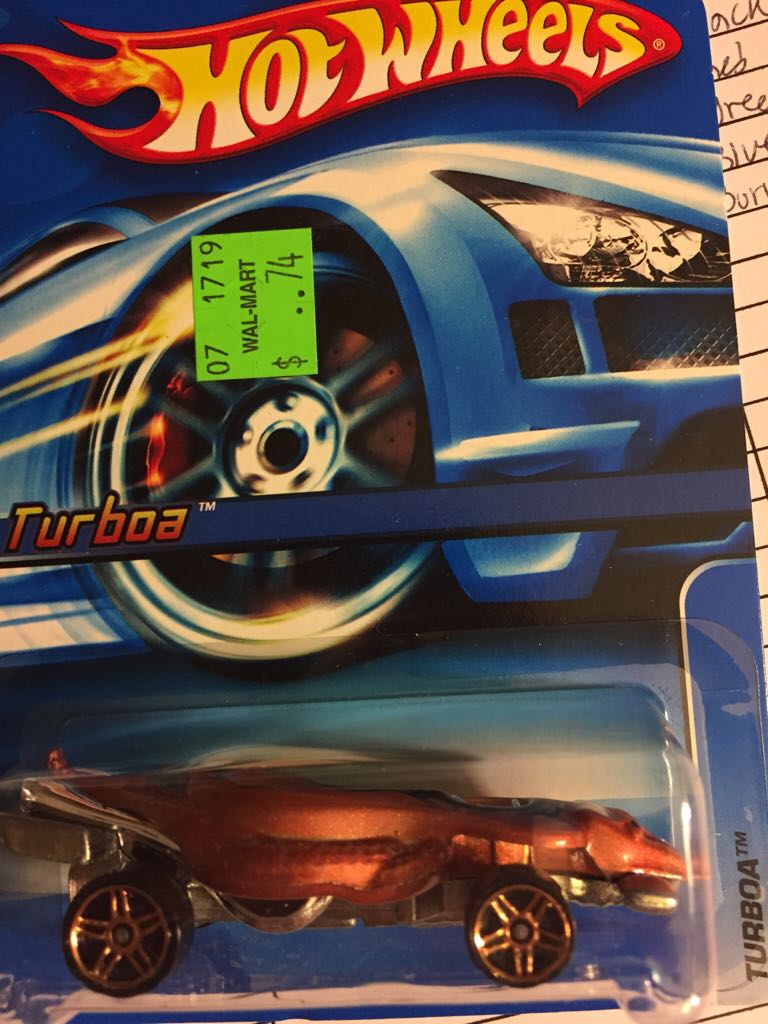 HOT WHEELS®
07 1719
WAL-MART
$ ..74
Turboa™
TURBOA™